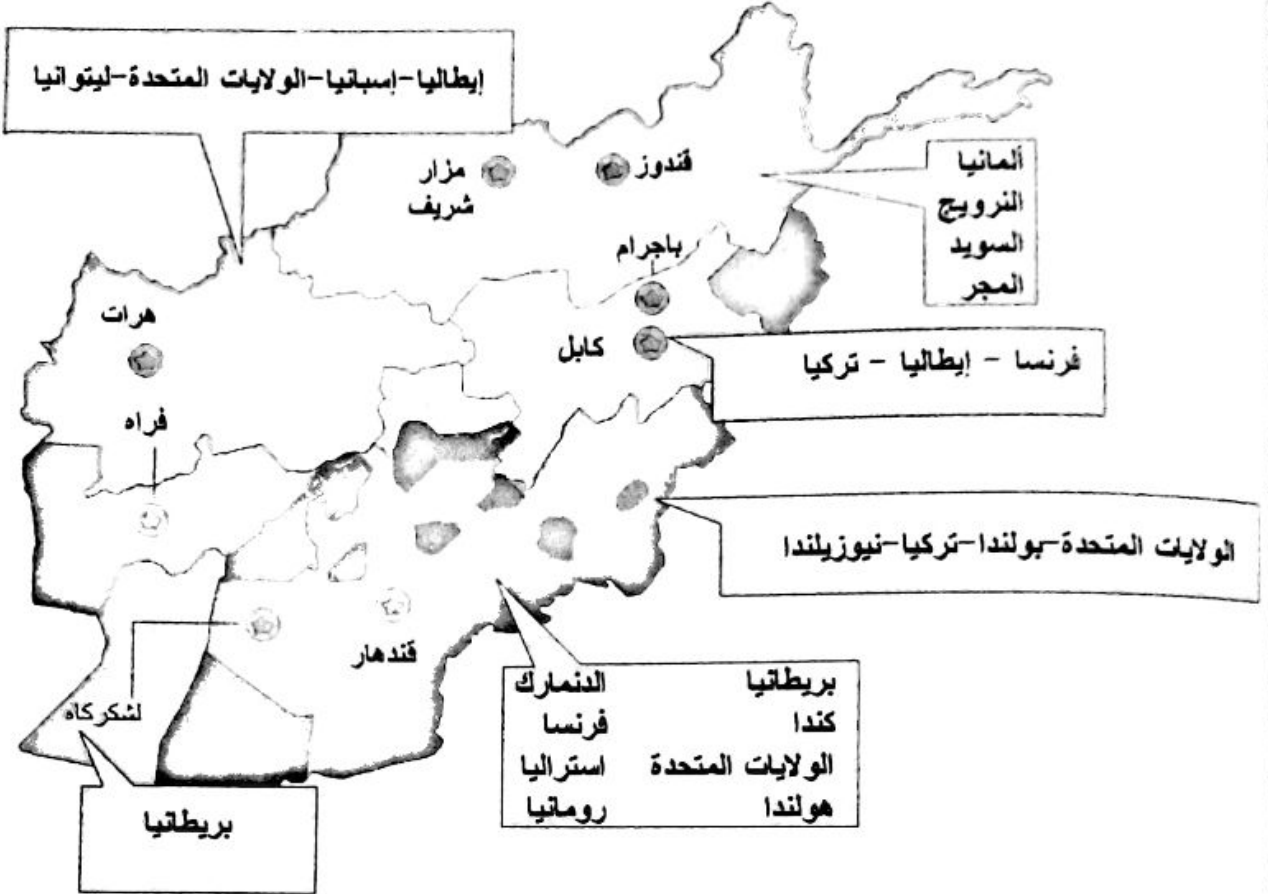 إيطاليا-إسبانيا-الولايات المتحدة-ليتوانيا
مزار
شريف
قندوز
ألمانيا
النرويج
السويد
المجر
باجرام
هرات
كابل
فرنسا - إيطاليا - تركيا
فراه
الولايات المتحدة-بولندا-تركيا-نيوزيلندا
قندهار
لشكركاه
بريطانيا الدنمارك
كندا فرنسا
الولايات المتحدة استراليا
هولندا رومانيا
بريطانيا